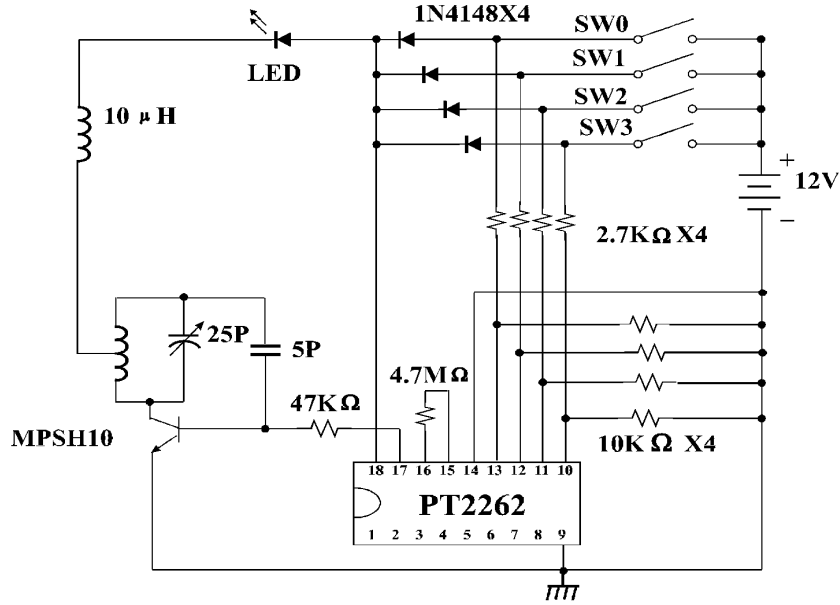 1N4148X4
SW0
LED
SW1
10 μ H
SW2
SW3
+
12V
−
2.7KΩ X4
25P
5P
4.7MΩ
47KΩ
MPSH10
10KΩ X4
18 17 16 15 14 13 12 11 10
PT2262
1 2 3 4 5 6 7 8 9